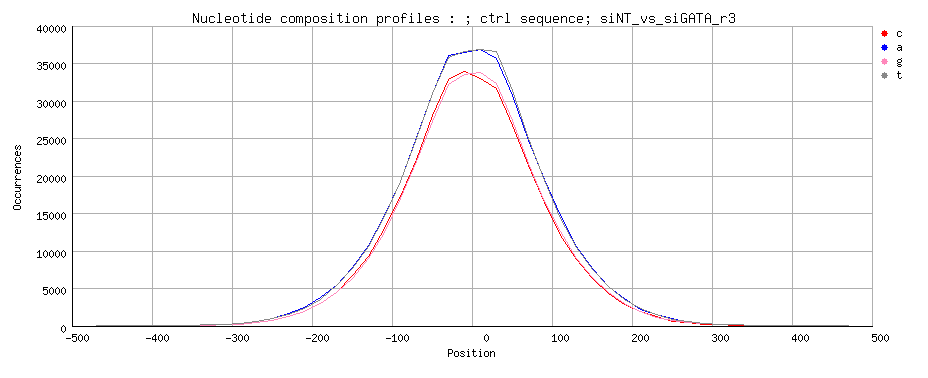 Nucleotide composition profiles : ; ctrl sequence; siNT_vs_siGATA_r3
c
a
g
t
40000
35000
30000
25000
20000
15000
10000
5000
0
Occurrences
-500 -400 -300 -200 -100 0 100 200 300 400 500
Position